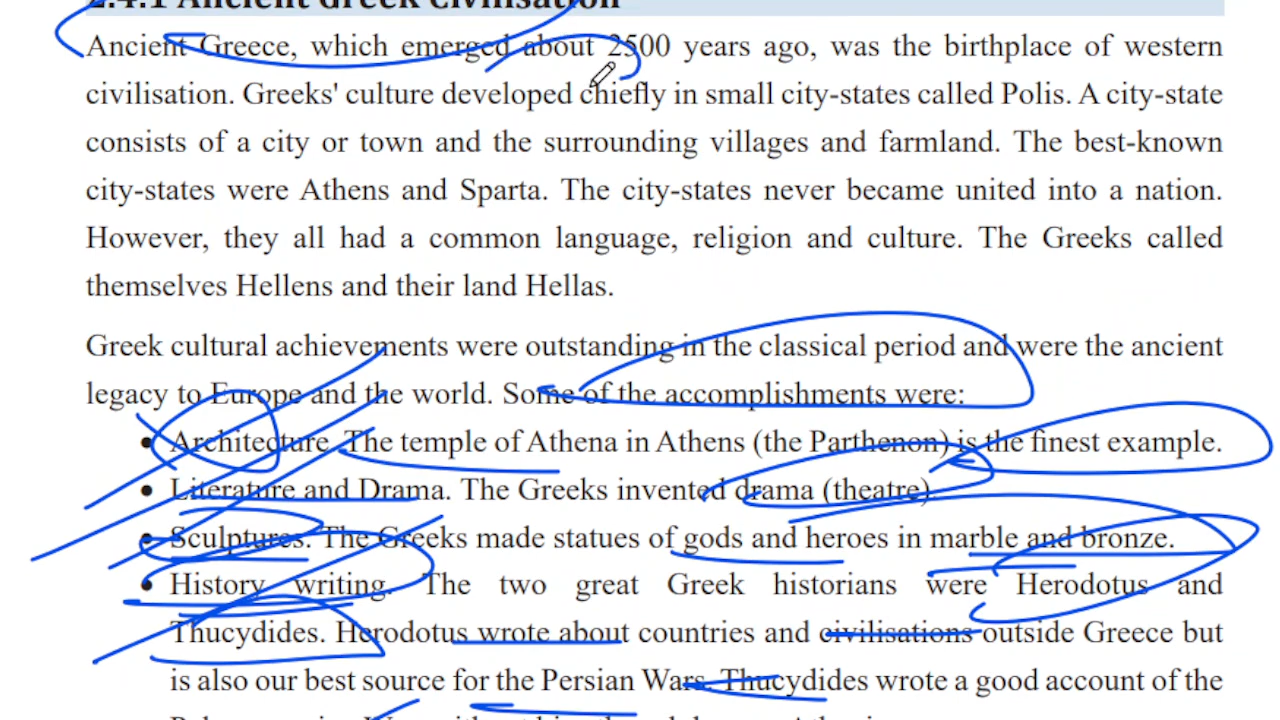 2.4.1 Ancient Greek Civilisation
Ancient Greece, which emerged about 2500 years ago, was the birthplace of western
civilisation. Greeks' culture developed chiefly in small city-states called Polis. A city-state
consists of a city or town and the surrounding villages and farmland. The best-known
city-states were Athens and Sparta. The city-states never became united into a nation.
However, they all had a common language, religion and culture. The Greeks called
themselves Hellens and their land Hellas.
Greek cultural achievements were outstanding in the classical period and were the ancient
legacy to Europe and the world. Some of the accomplishments were:
• Architecture. The temple of Athena in Athens (the Parthenon) is the finest example.
• Literature and Drama. The Greeks invented drama (theatre).
• Sculptures. The Greeks made statues of gods and heroes in marble and bronze.
• History writing. The two great Greek historians were Herodotus and
Thucydides. Herodotus wrote about countries and civilisations outside Greece but
is also our best source for the Persian Wars. Thucydides wrote a good account of the